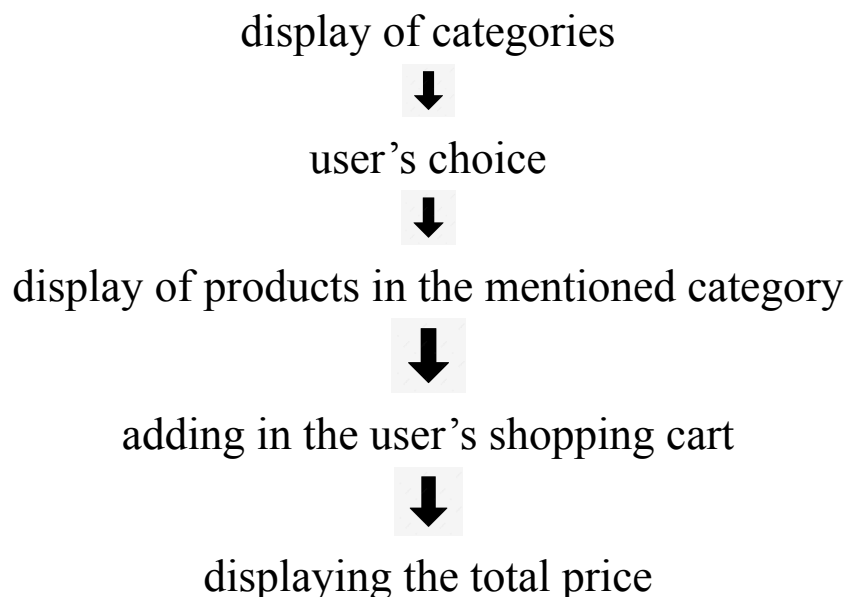 display of categories
user’s choice
display of products in the mentioned category
adding in the user’s shopping cart
displaying the total price